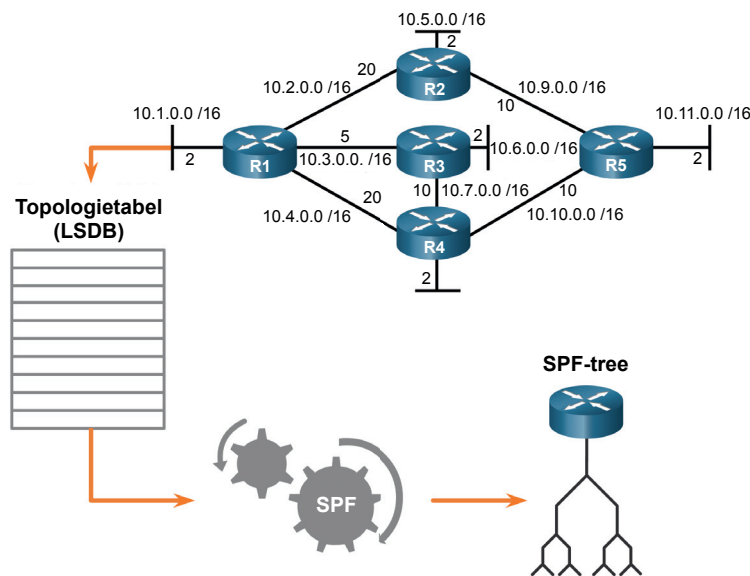 10.5.0.0 /16
2
20
R2
10.2.0.0 /16
10.9.0.0 /16
10
10.1.0.0 /16
10.11.0.0 /16
5
2
2
R1
R3
10.6.0.0 /16
R5
2
10.3.0.0. /16
20
10
10.7.0.0 /16
10
10.4.0.0 /16
10.10.0.0 /16
R4
2
Topologietabel
(LSDB)
SPF-tree
SPF